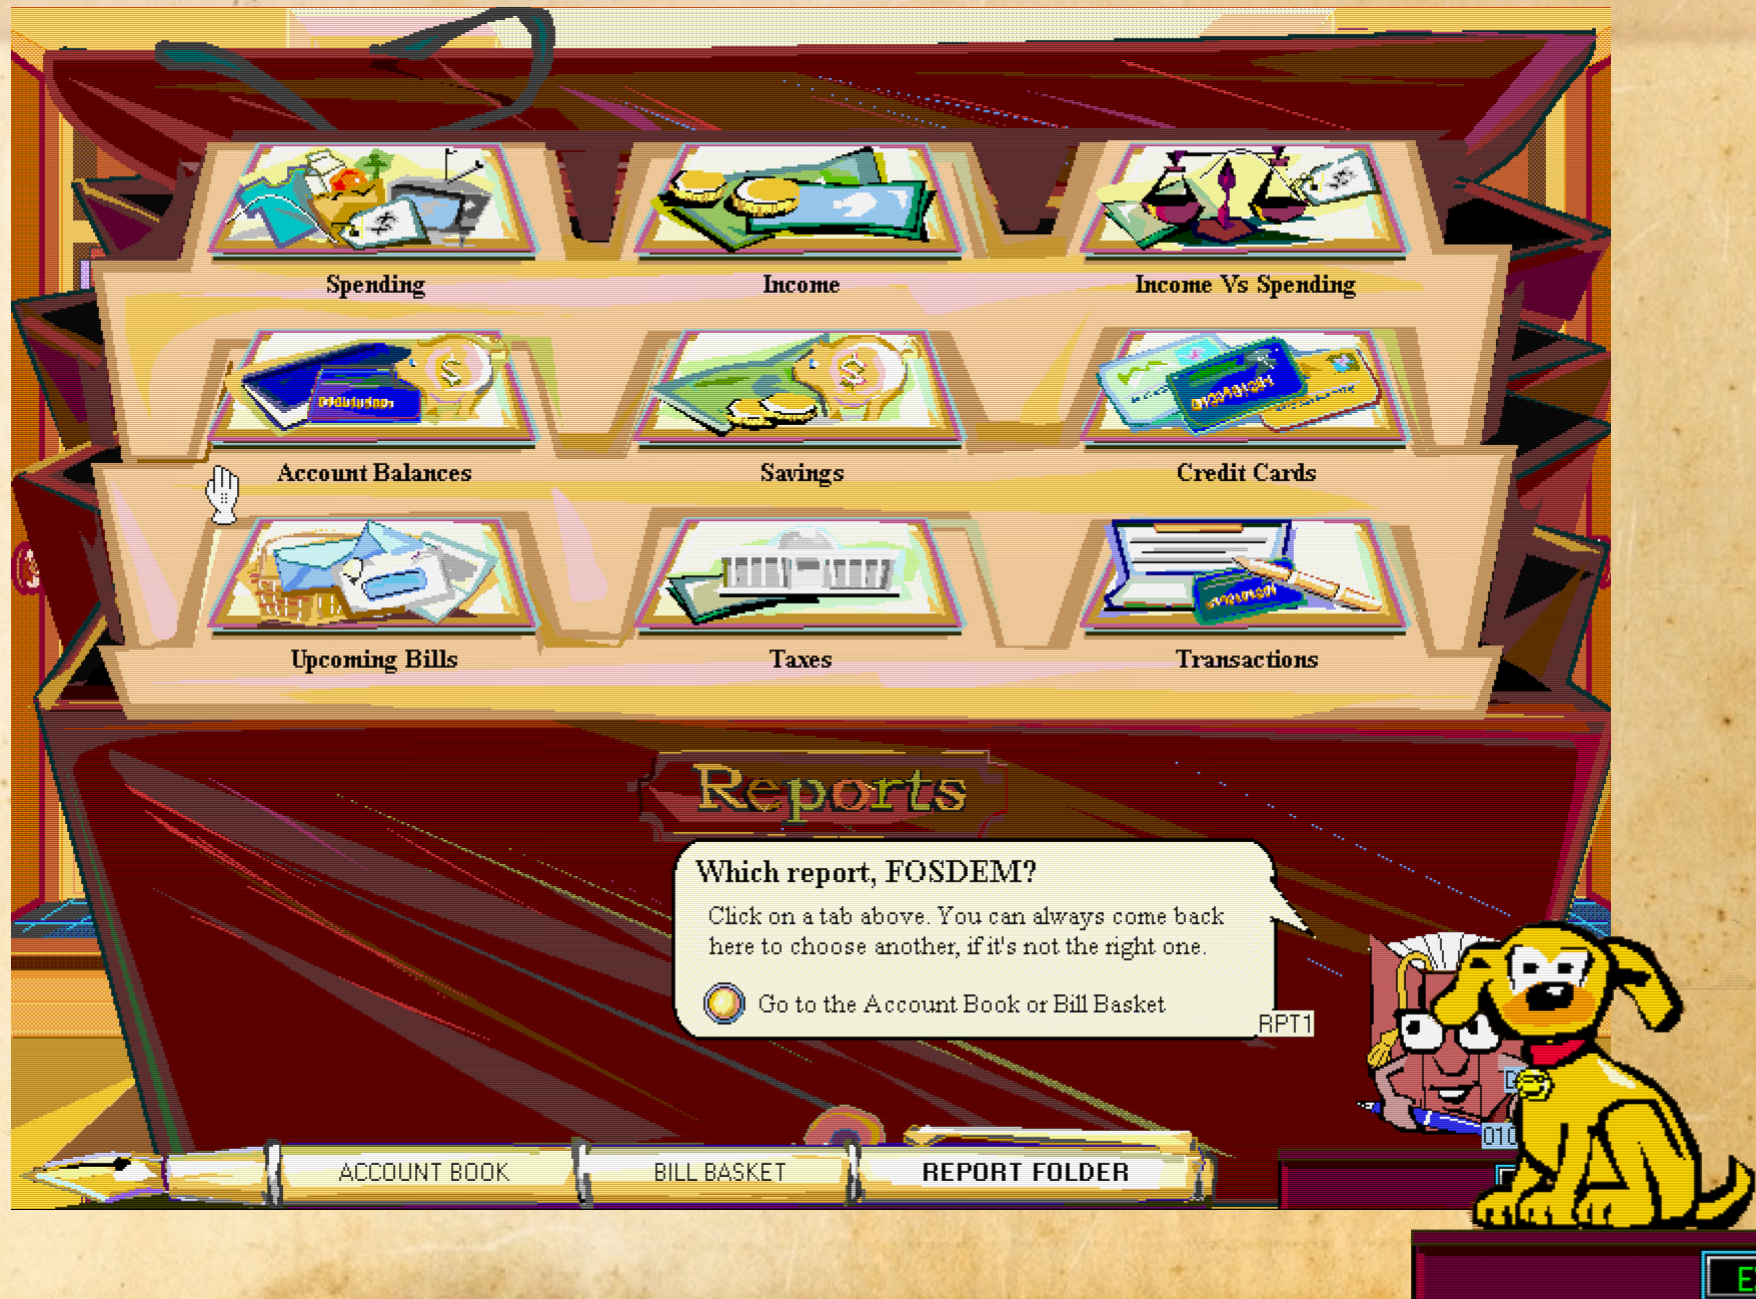 Spending
Income
Income Vs Spending
Account Balances
Savings
Credit Cards
Upcoming Bills
Taxes
Transactions
Reports
Which report, FOSDEM?
Click on a tab above. You can always come back
here to choose another, if it's not the right one.
Go to the Account Book or Bill Basket
RPT1
010
ACCOUNT BOOK
BILL BASKET
REPORT FOLDER